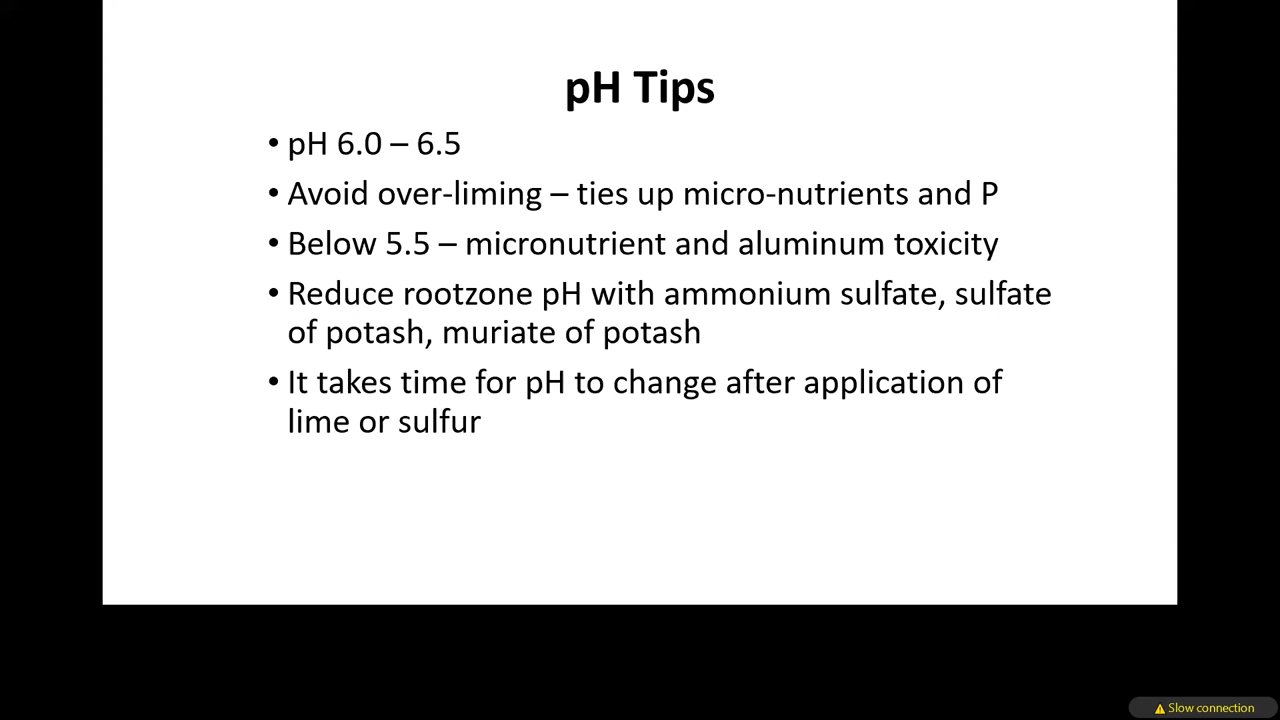 pH Tips
• pH 6.0 – 6.5
• Avoid over-liming – ties up micro-nutrients and P
• Below 5.5 – micronutrient and aluminum toxicity
• Reduce rootzone pH with ammonium sulfate, sulfate
of potash, muriate of potash
• It takes time for pH to change after application of
lime or sulfur
Slow connection